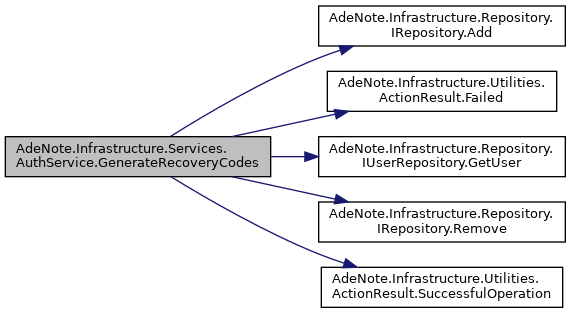 AdeNote.Infrastructure.Repository.
IRepository.Add
AdeNote.Infrastructure.Utilities.
ActionResult.Failed
AdeNote.Infrastructure.Services.
AuthService.GenerateRecoveryCodes
AdeNote.Infrastructure.Repository.
IUserRepository.GetUser
AdeNote.Infrastructure.Repository.
IRepository.Remove
AdeNote.Infrastructure.Utilities.
ActionResult.SuccessfulOperation